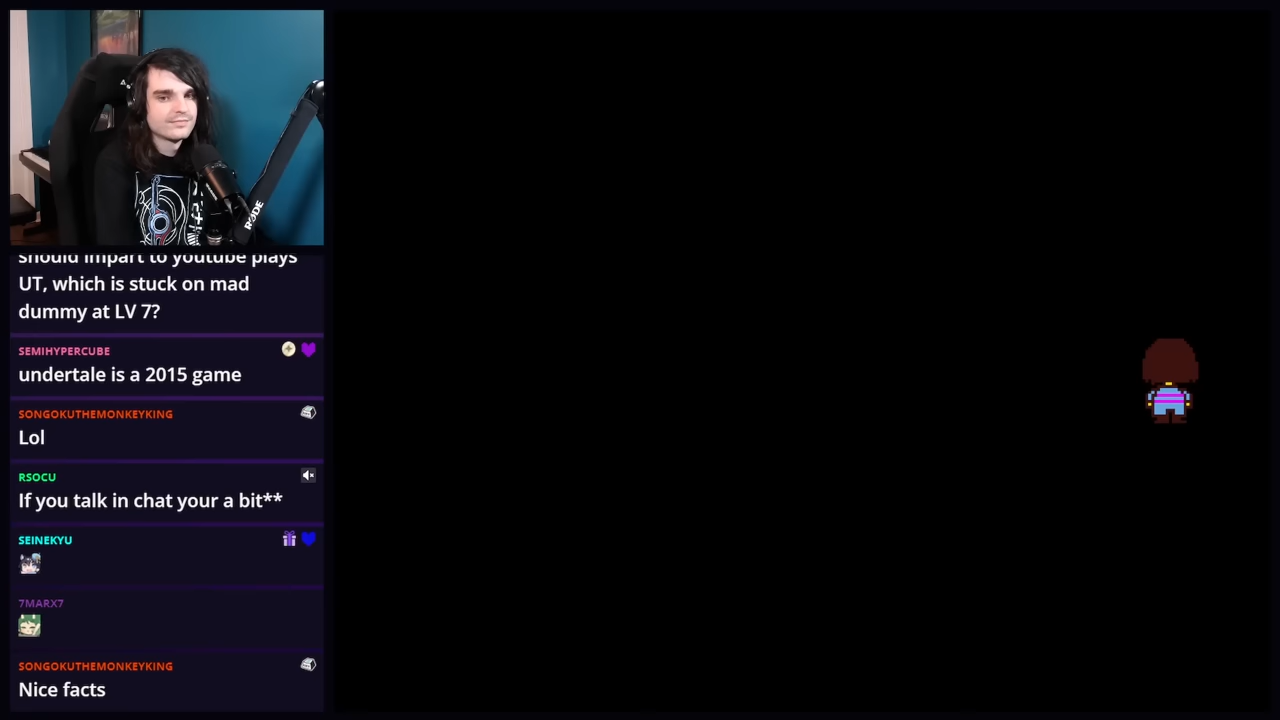 RØDE
should impart to youtube plays
UT, which is stuck on mad
dummy at LV 7?
SEMIHYPERCUBE
undertale is a 2015 game
SONGOKUTHEMONKEYKING
Lol
RSOCU
If you talk in chat your a bit**
SEINEKYU
7MARX7
SONGOKUTHEMONKEYKING
Nice facts